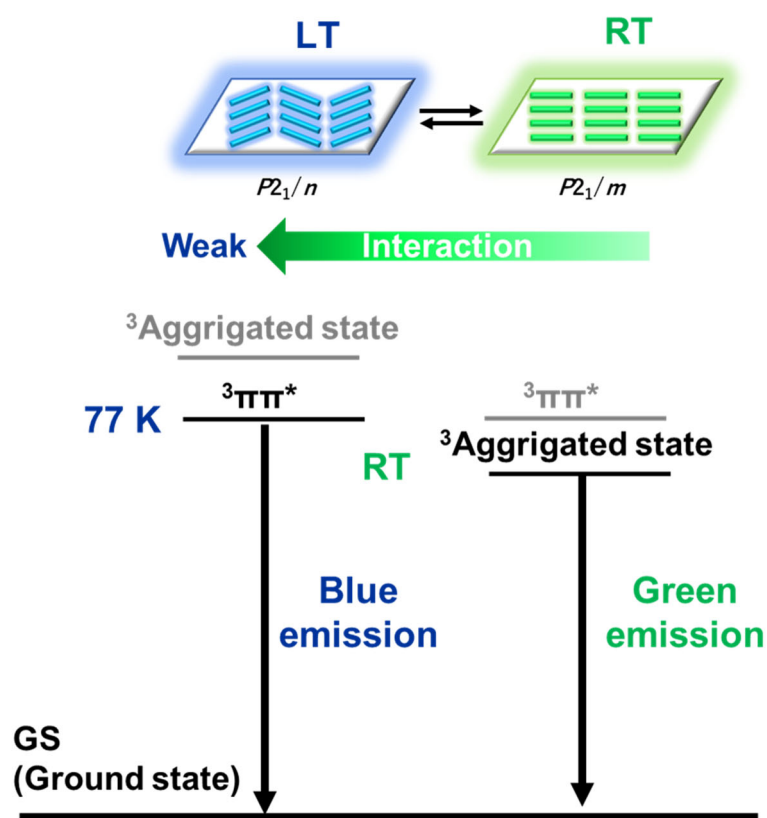 LT
RT
P2₁/n
P2₁/m
Weak
Interaction
³Aggrigated state
³ππ*
³ππ*
77 K
³Aggrigated state
RT
Blue
emission
Green
emission
GS
(Ground state)